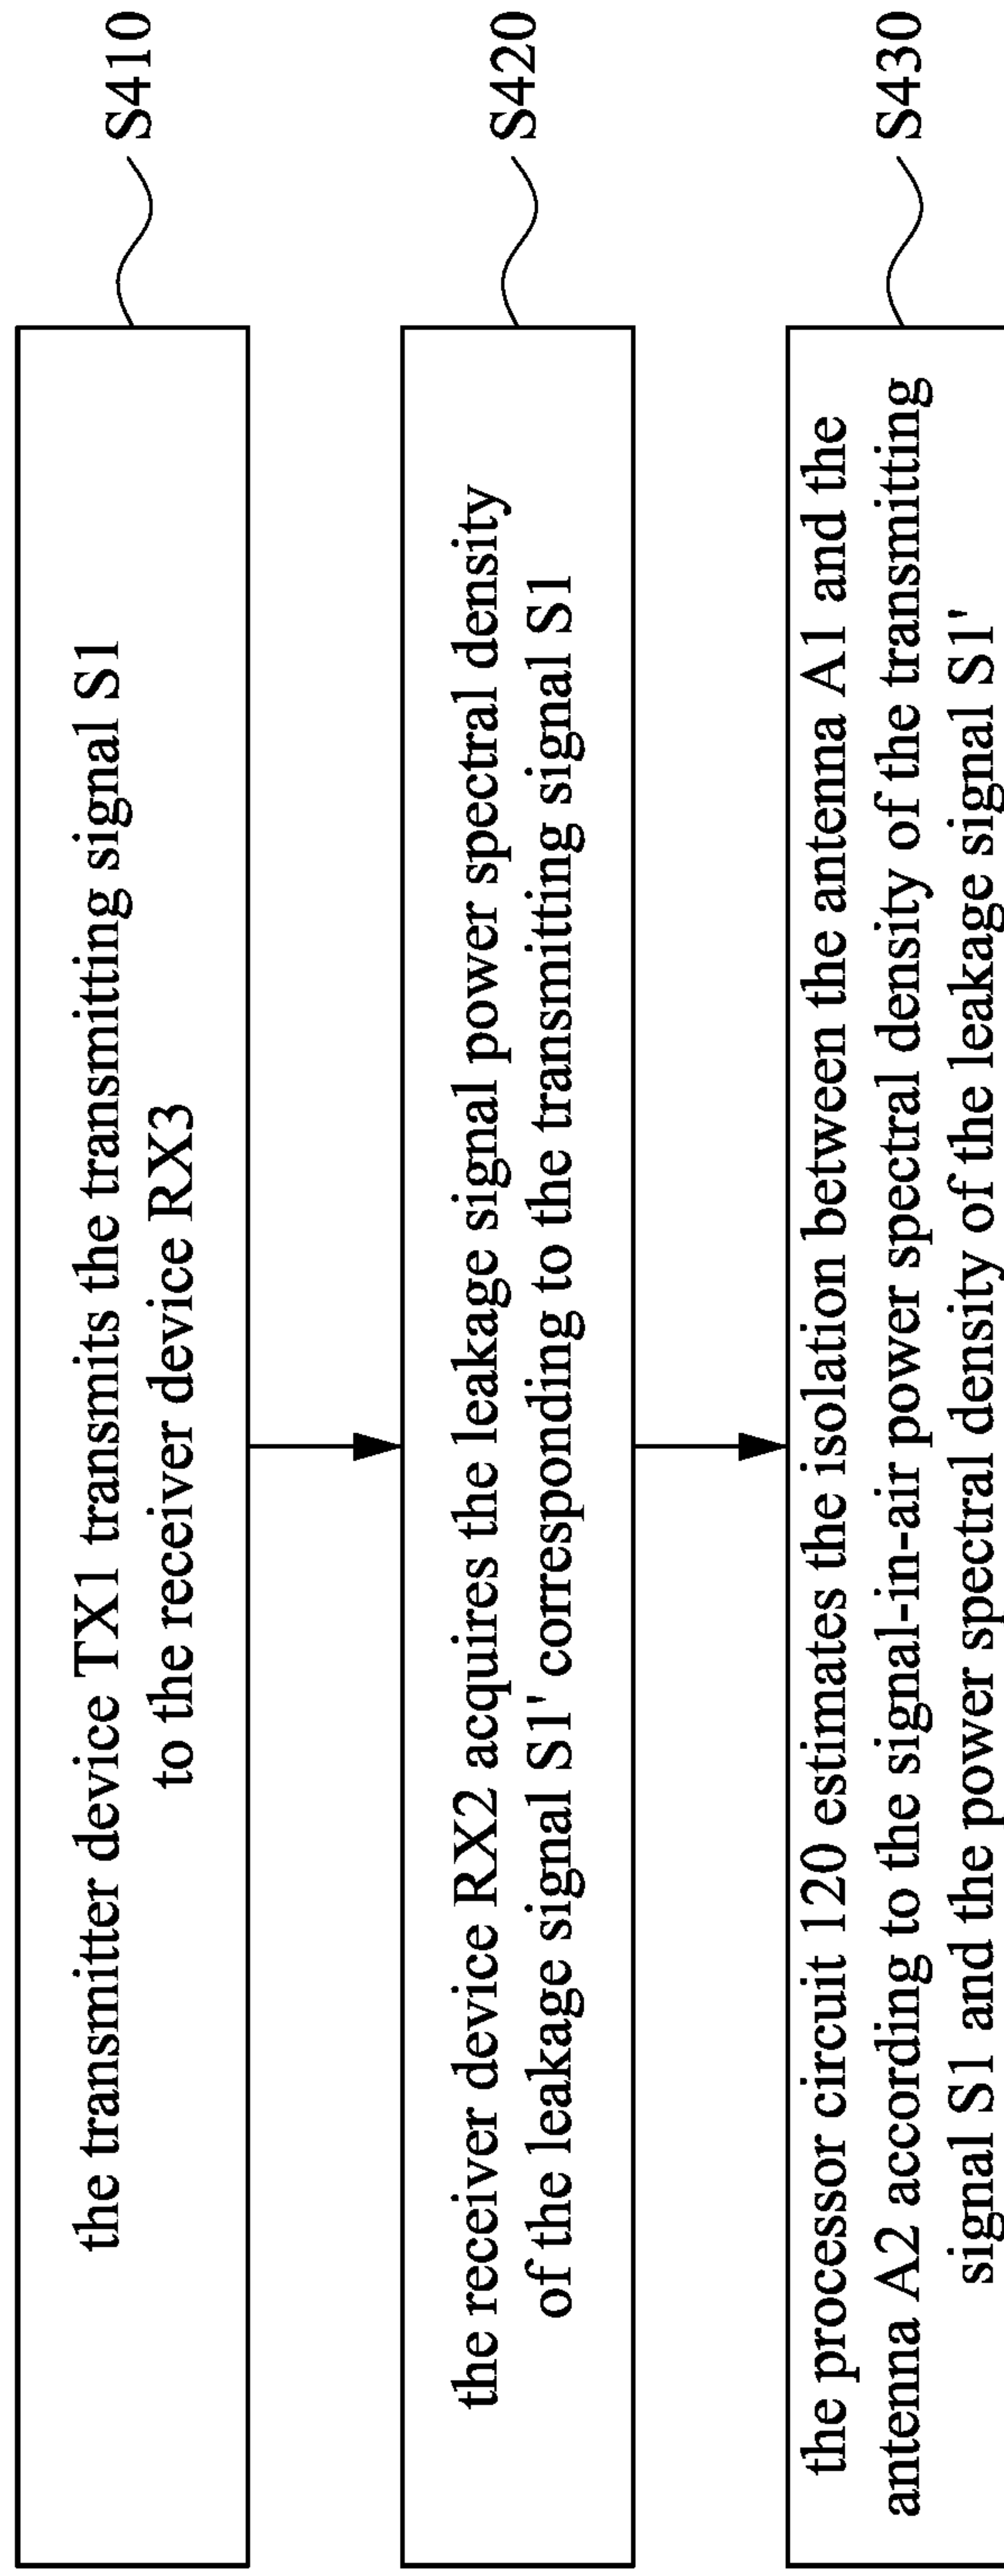 the transmitter device TX1 transmits the transmitting signal S1
to the receiver device RX3
S410
the receiver device RX2 acquires the leakage signal power spectral density
of the leakage signal S1' corresponding to the transmitting signal S1
S420
the processor circuit 120 estimates the isolation between the antenna A1 and the
antenna A2 according to the signal-in-air power spectral density of the transmitting
signal S1 and the power spectral density of the leakage signal S1'
S430